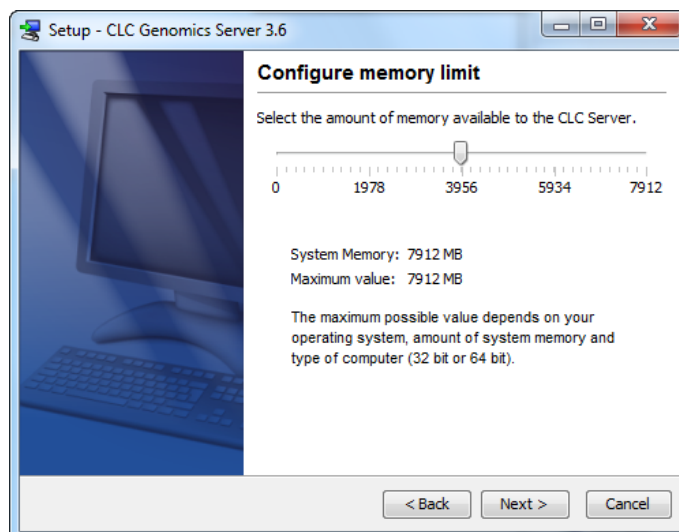 Setup - CLC Genomics Server 3.6
Configure memory limit
Select the amount of memory available to the CLC Server.
0 1978 3956 5934 7912
System Memory: 7912 MB
Maximum value: 7912 MB
The maximum possible value depends on your
operating system, amount of system memory and
type of computer (32 bit or 64 bit).
< Back Next > Cancel